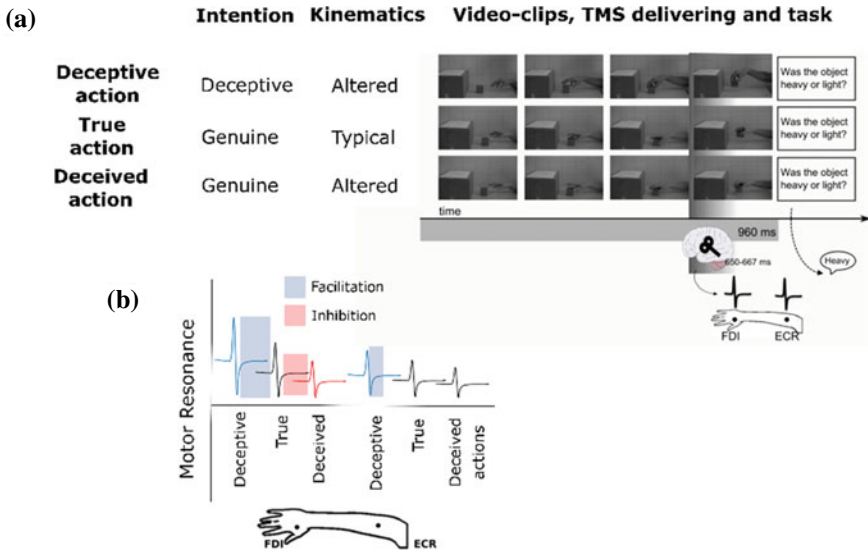 (a)
Intention Kinematics Video-clips, TMS delivering and task
Deceptive
action
Deceptive Altered
Was the object
heavy or light?
True
action
Genuine Typical
Was the object
heavy or light?
Deceived
action
Genuine Altered
Was the object
heavy or light?
time
960 ms
650-667 ms
Heavy
FDI ECR
(b)
Facilitation
Inhibition
Motor Resonance
Deceptive
True
Deceived
Deceptive
True
Deceived
actions
FDI ECR